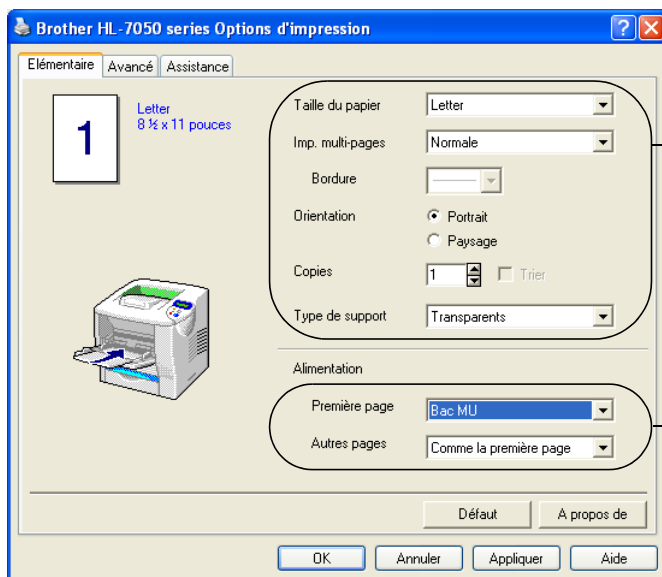 Brother HL-7050 series Options d'impression
Elémentaire Avancé Assistance
1
Letter
8 ½ x 11 pouces
Taille du papier Letter
Imp. multi-pages Normale
Bordure
Orientation Portrait
Paysage
Copies 1 Trier
Type de support Transparents
Alimentation
Première page Bac MU
Autres pages Comme la première page
Défaut A propos de
OK Annuler Appliquer Aide